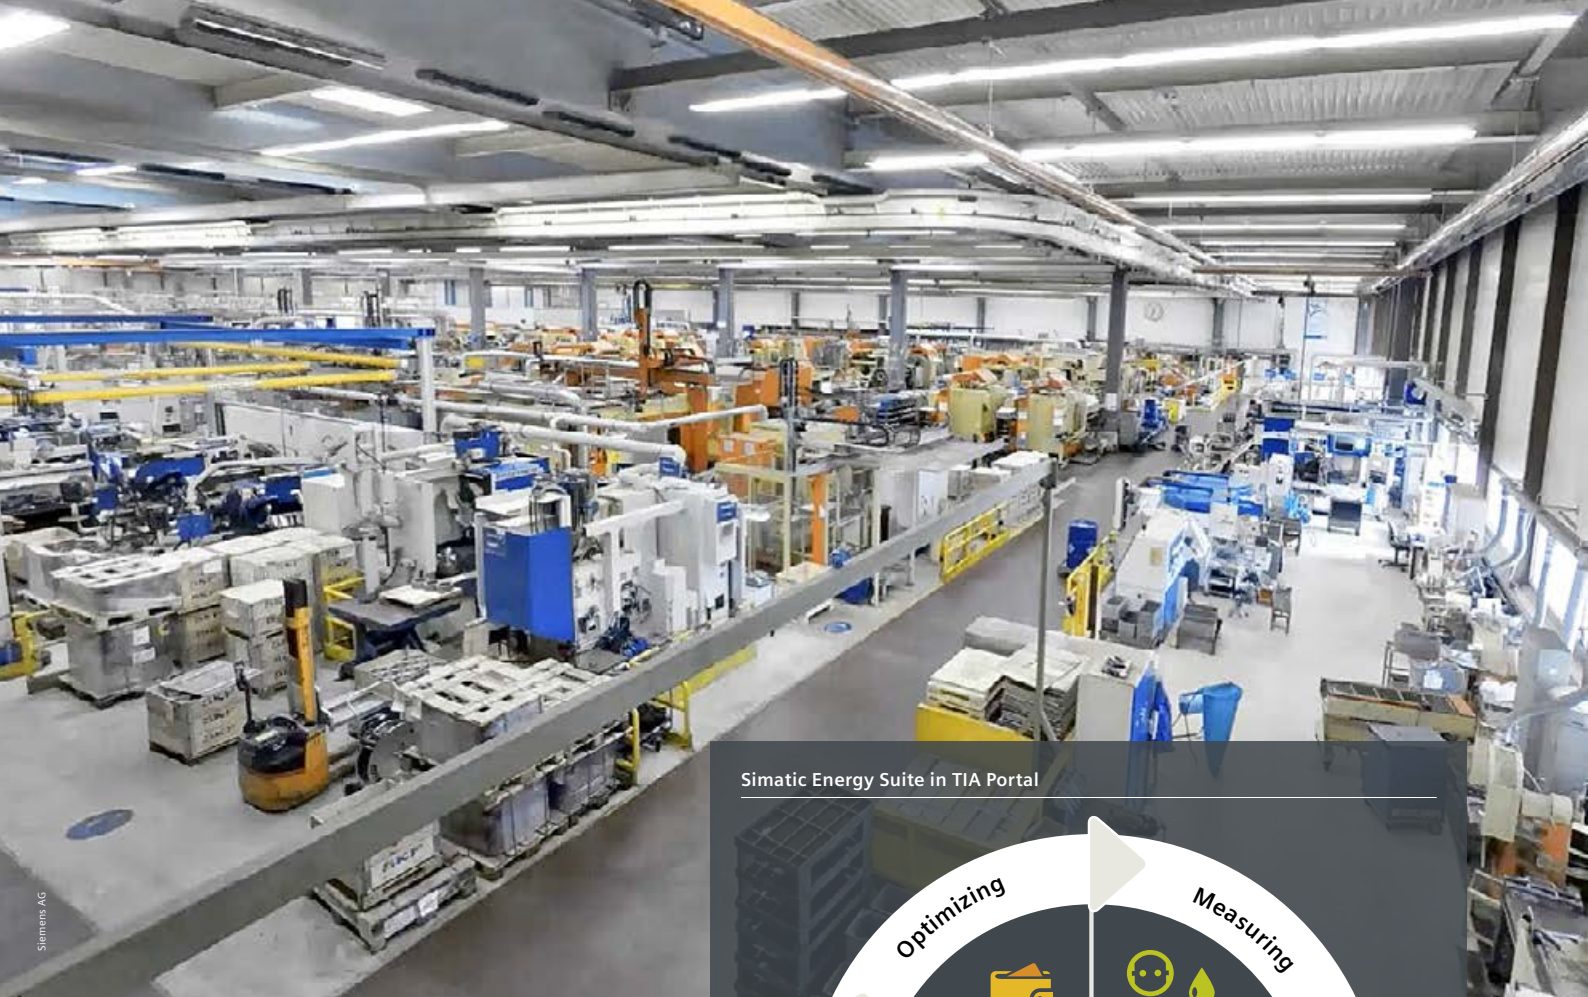 Simatic Energy Suite in TIA Portal
Optimizing
Measuring
Siemens AG
SKF